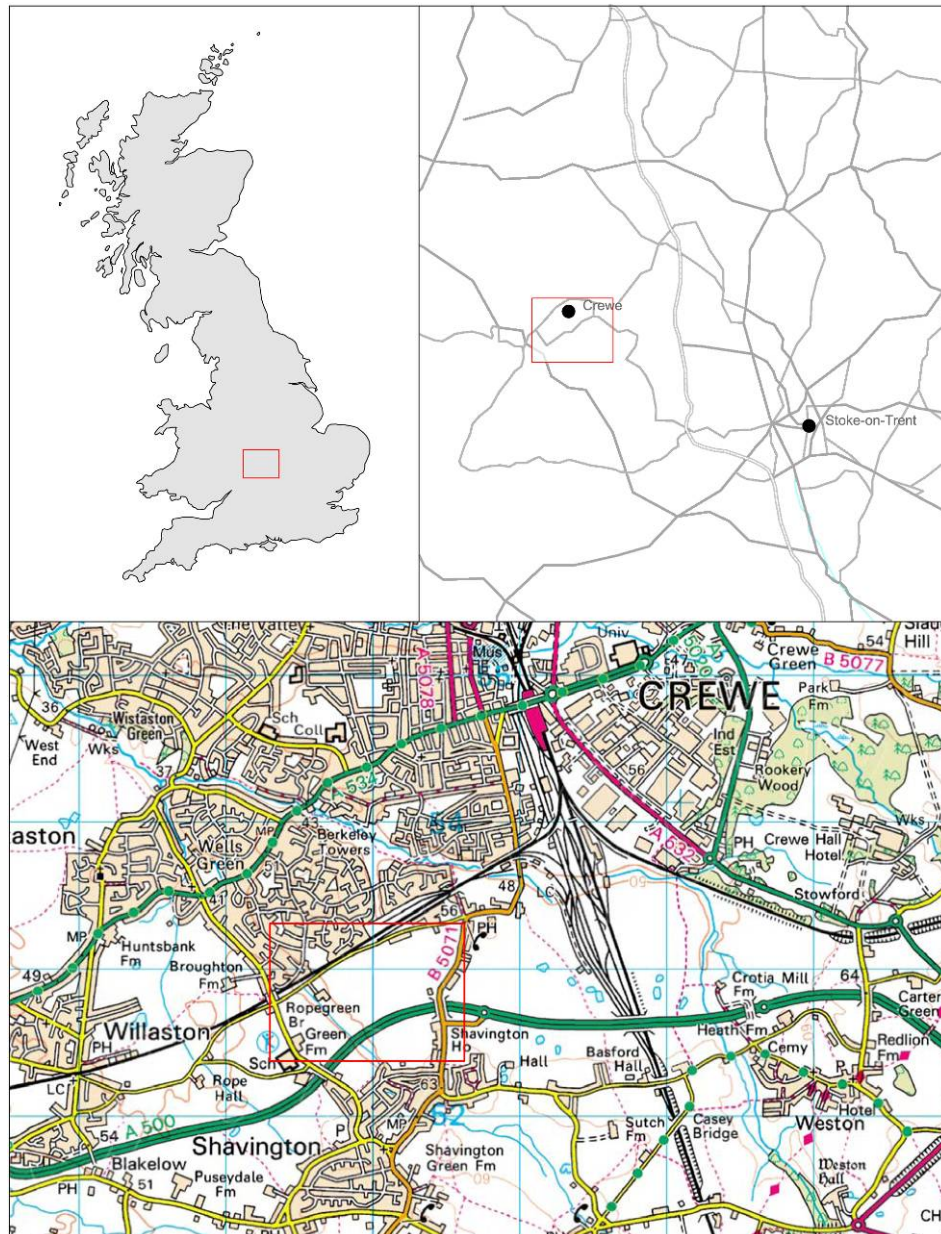 Crewe
Stoke-on-Trent
The Valley
Mus
Univ
Crewe
Green
54
Hill
B 5077
A 5078
36
Wistaston
Green
Sch
Coll
CREWE
Park
Fm
West
End
Wks
37
Ind
Est
56
Rookery
Wood
A 534
MP
Wells
Green
Berkeley
Towers
51
41
A 532
PH
Crewe Hall
Hotel
Wks
aston
48
LC
50
Stowford
MP
Huntsbank
Fm
49
56
B 5071
PH
Broughton
Fm
Crotia Mill
Fm
64
Willaston
Ropegreen
Br
Green
Fm
Shavington
Heath Fm
Carter
Green
PH
Sch
Hall
Basford
Hall
Cemy
Redlion
Fm
LC
Rope
Hall
63
52
P
Hotel
A 500
54
P
MP
Sutch
Fm
Casey
Bridge
Weston
Shavington
Blakelow
51
Puseydale
Fm
Shavington
Green Fm
60
Weston
Hall
PH
CH